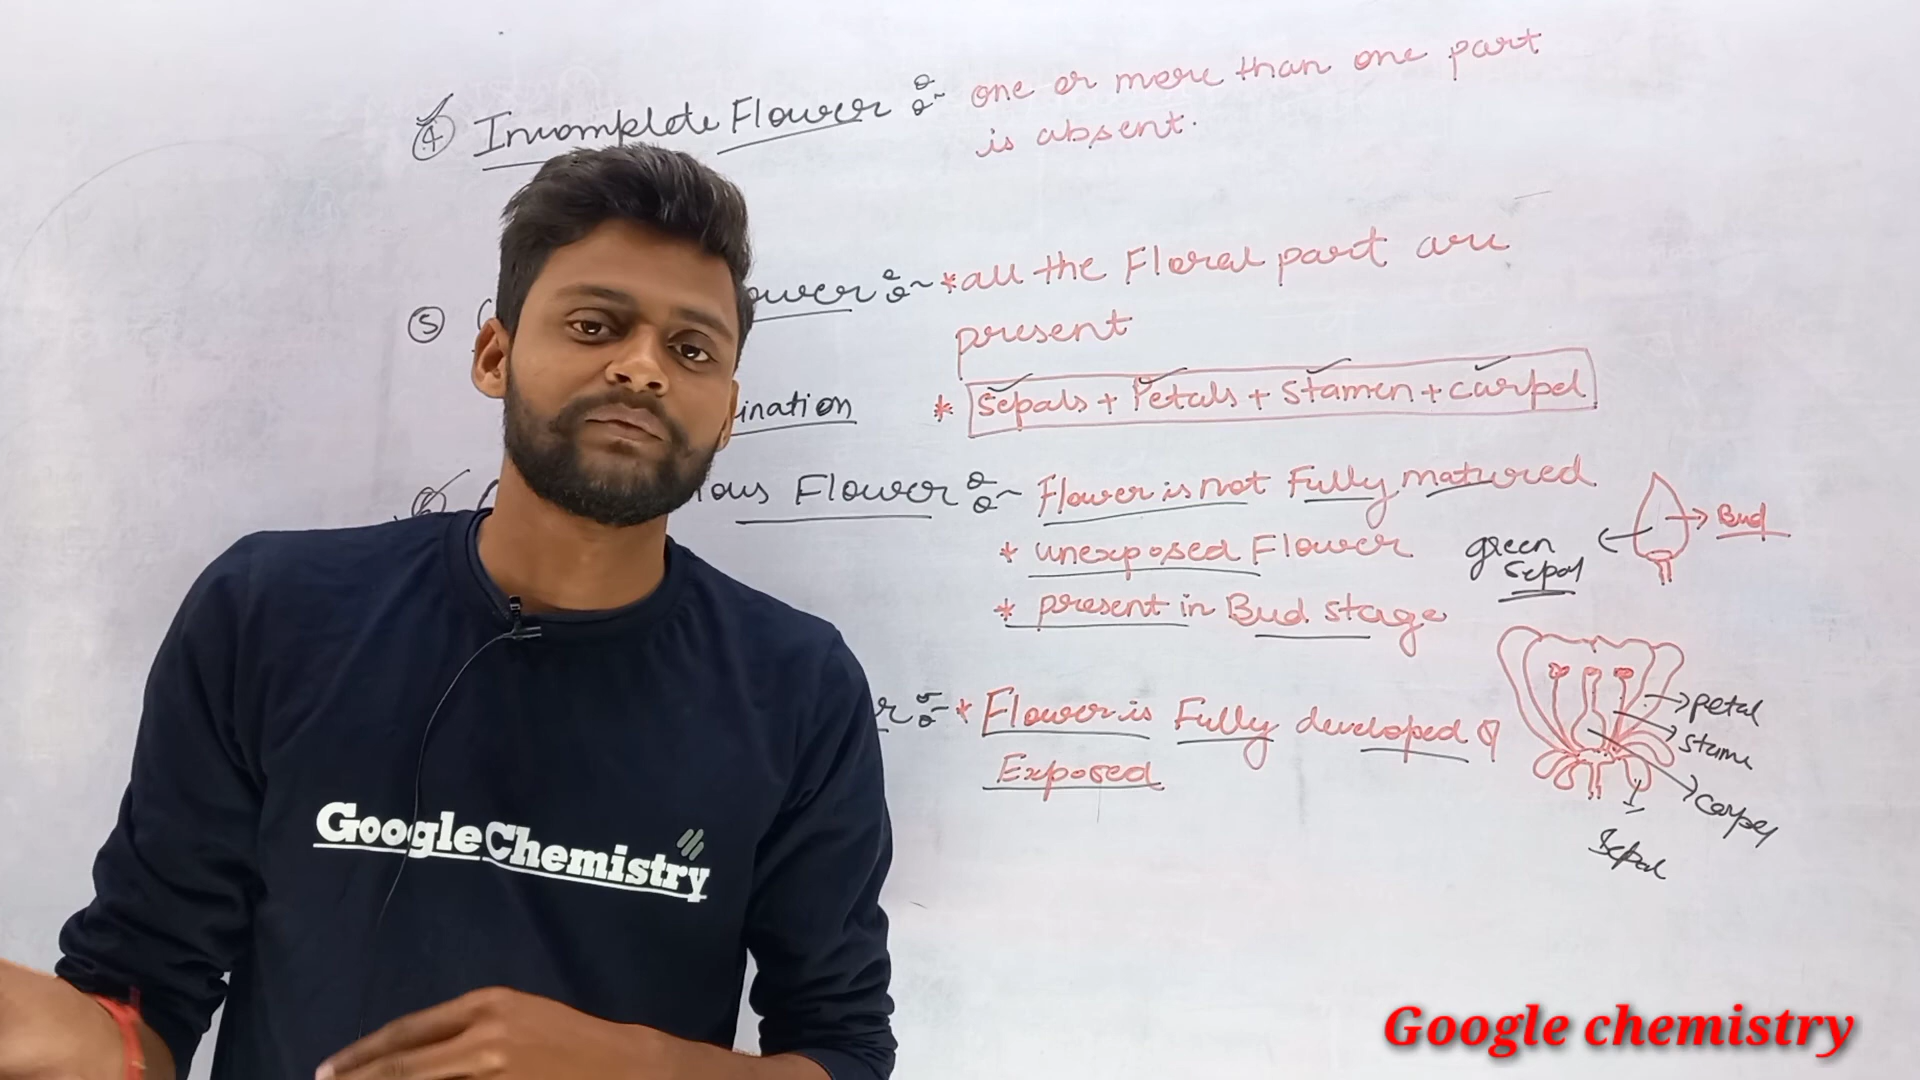 ④ Incomplete Flower :~ one or more than one part
is absent.
⑤ C ower :~ *all the Floral part are
present
ination * Sepals + Petals + Stamen + carpel
⑥ ous Flower :~ Flower is not Fully matured
* unexposed Flower
* present in Bud stage
Bud
green
sepal
r :~ * Flower is Fully developed &
Exposed
petal
stame
carpel
Sepal
GoogleChemistry
Google chemistry